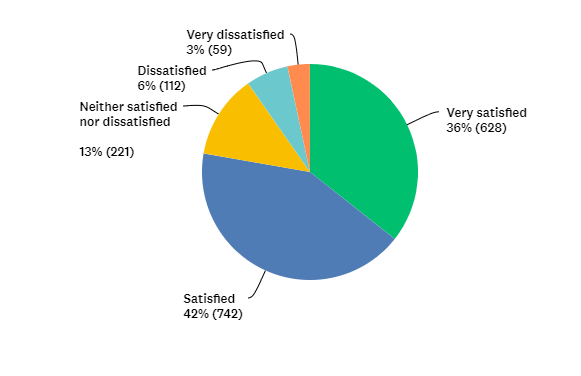 Very dissatisfied
3% (59)
Dissatisfied
6% (112)
Neither satisfied
nor dissatisfied
13% (221)
Very satisfied
36% (628)
Satisfied
42% (742)